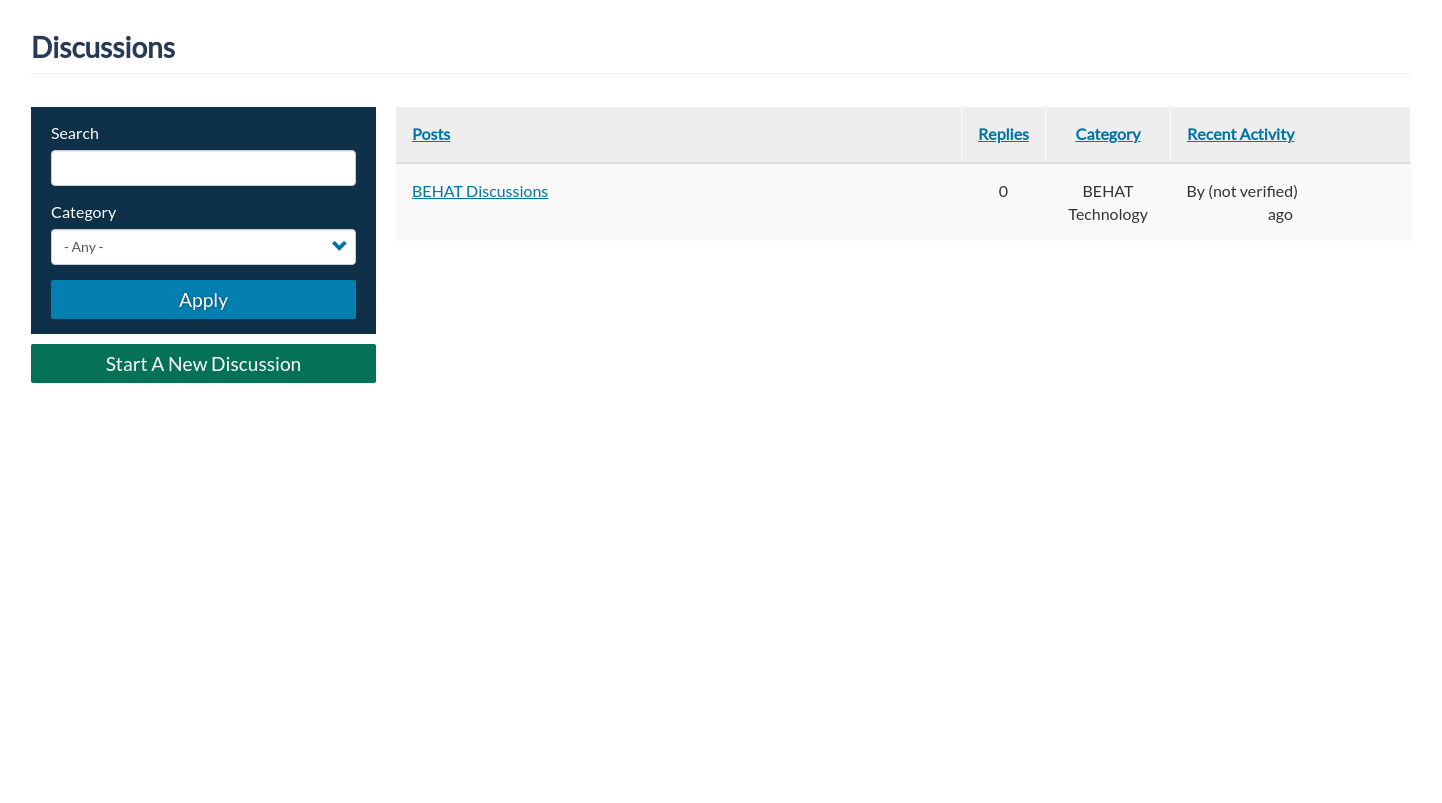 Discussions
Search
Category
- Any -
Apply
Start A New Discussion
Posts Replies Category Recent Activity
BEHAT Discussions 0 BEHAT By (not verified)
Technology ago